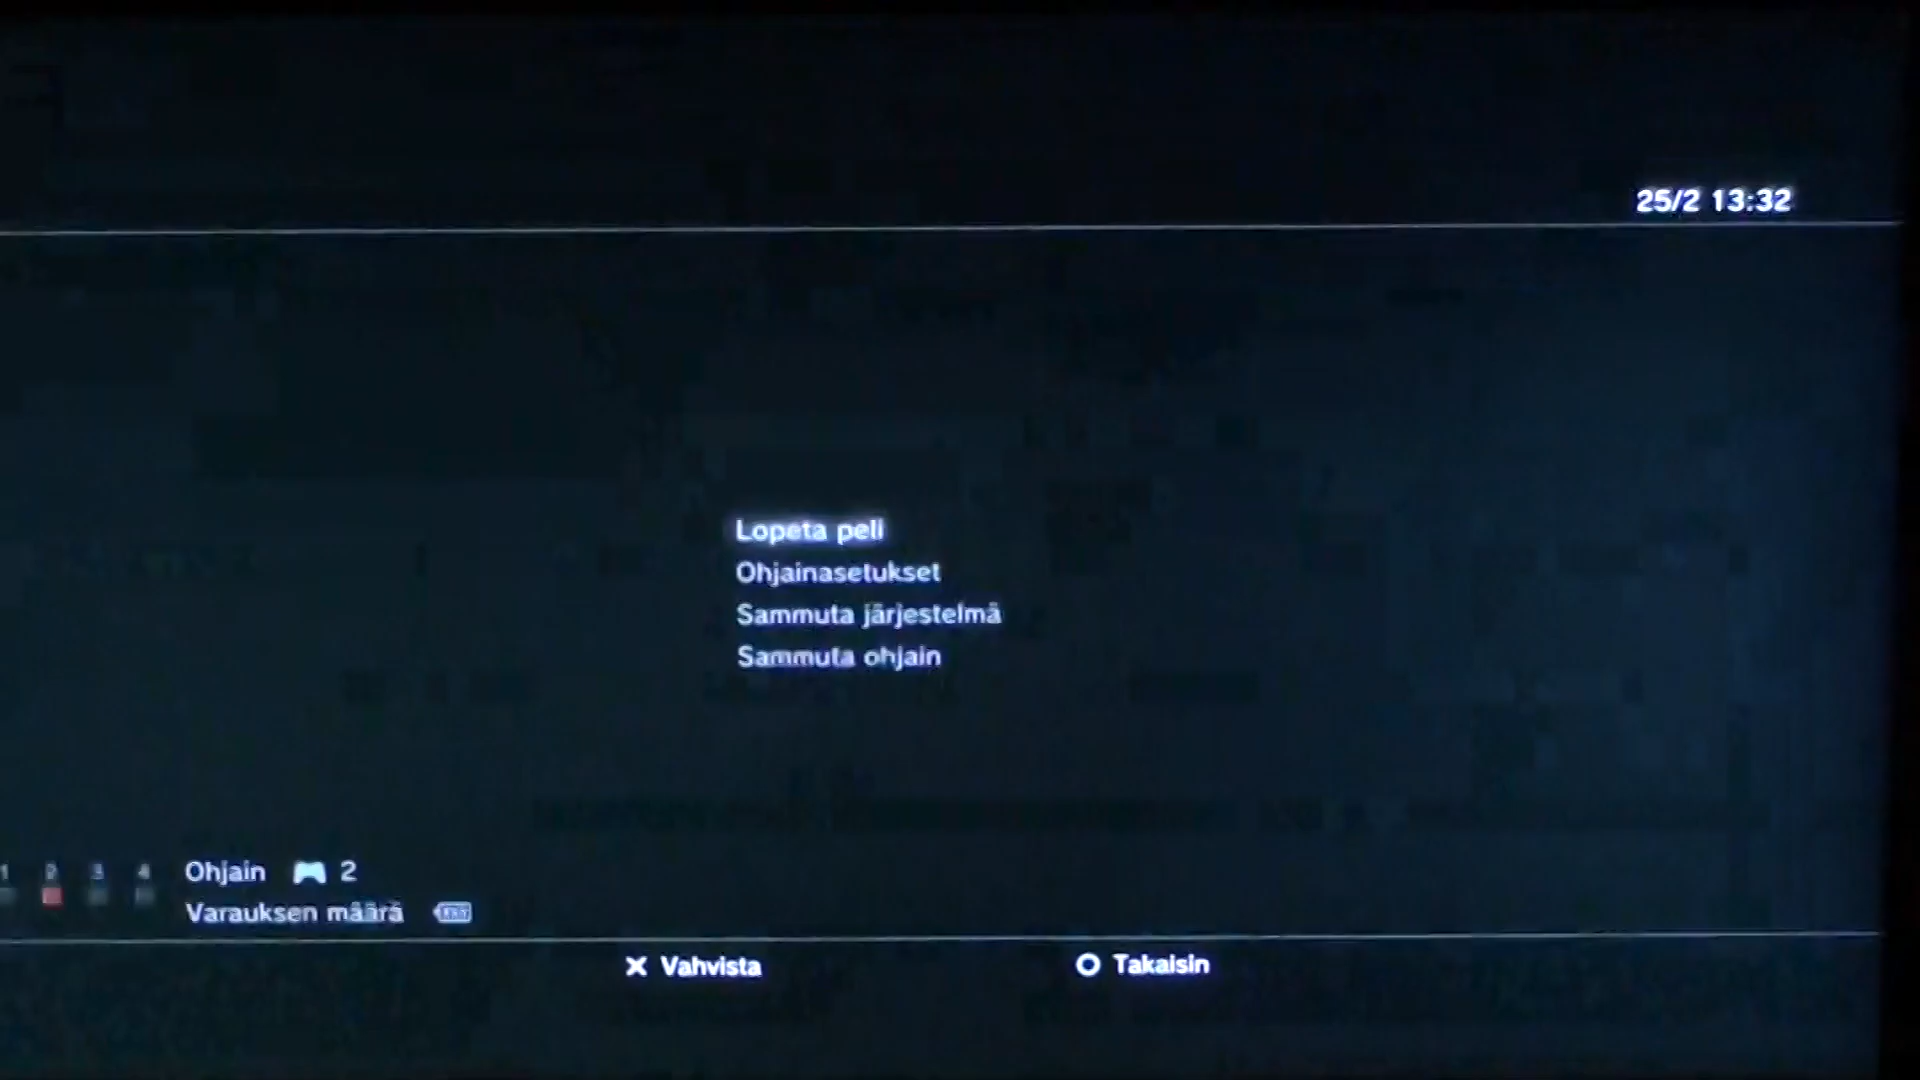 25/2 13:32
Lopeta peli
Ohjainasetukset
Sammuta järjestelmä
Sammuta ohjain
1 2 3 4
Ohjain 2
Varauksen määrä
X Vahvista
O Takaisin